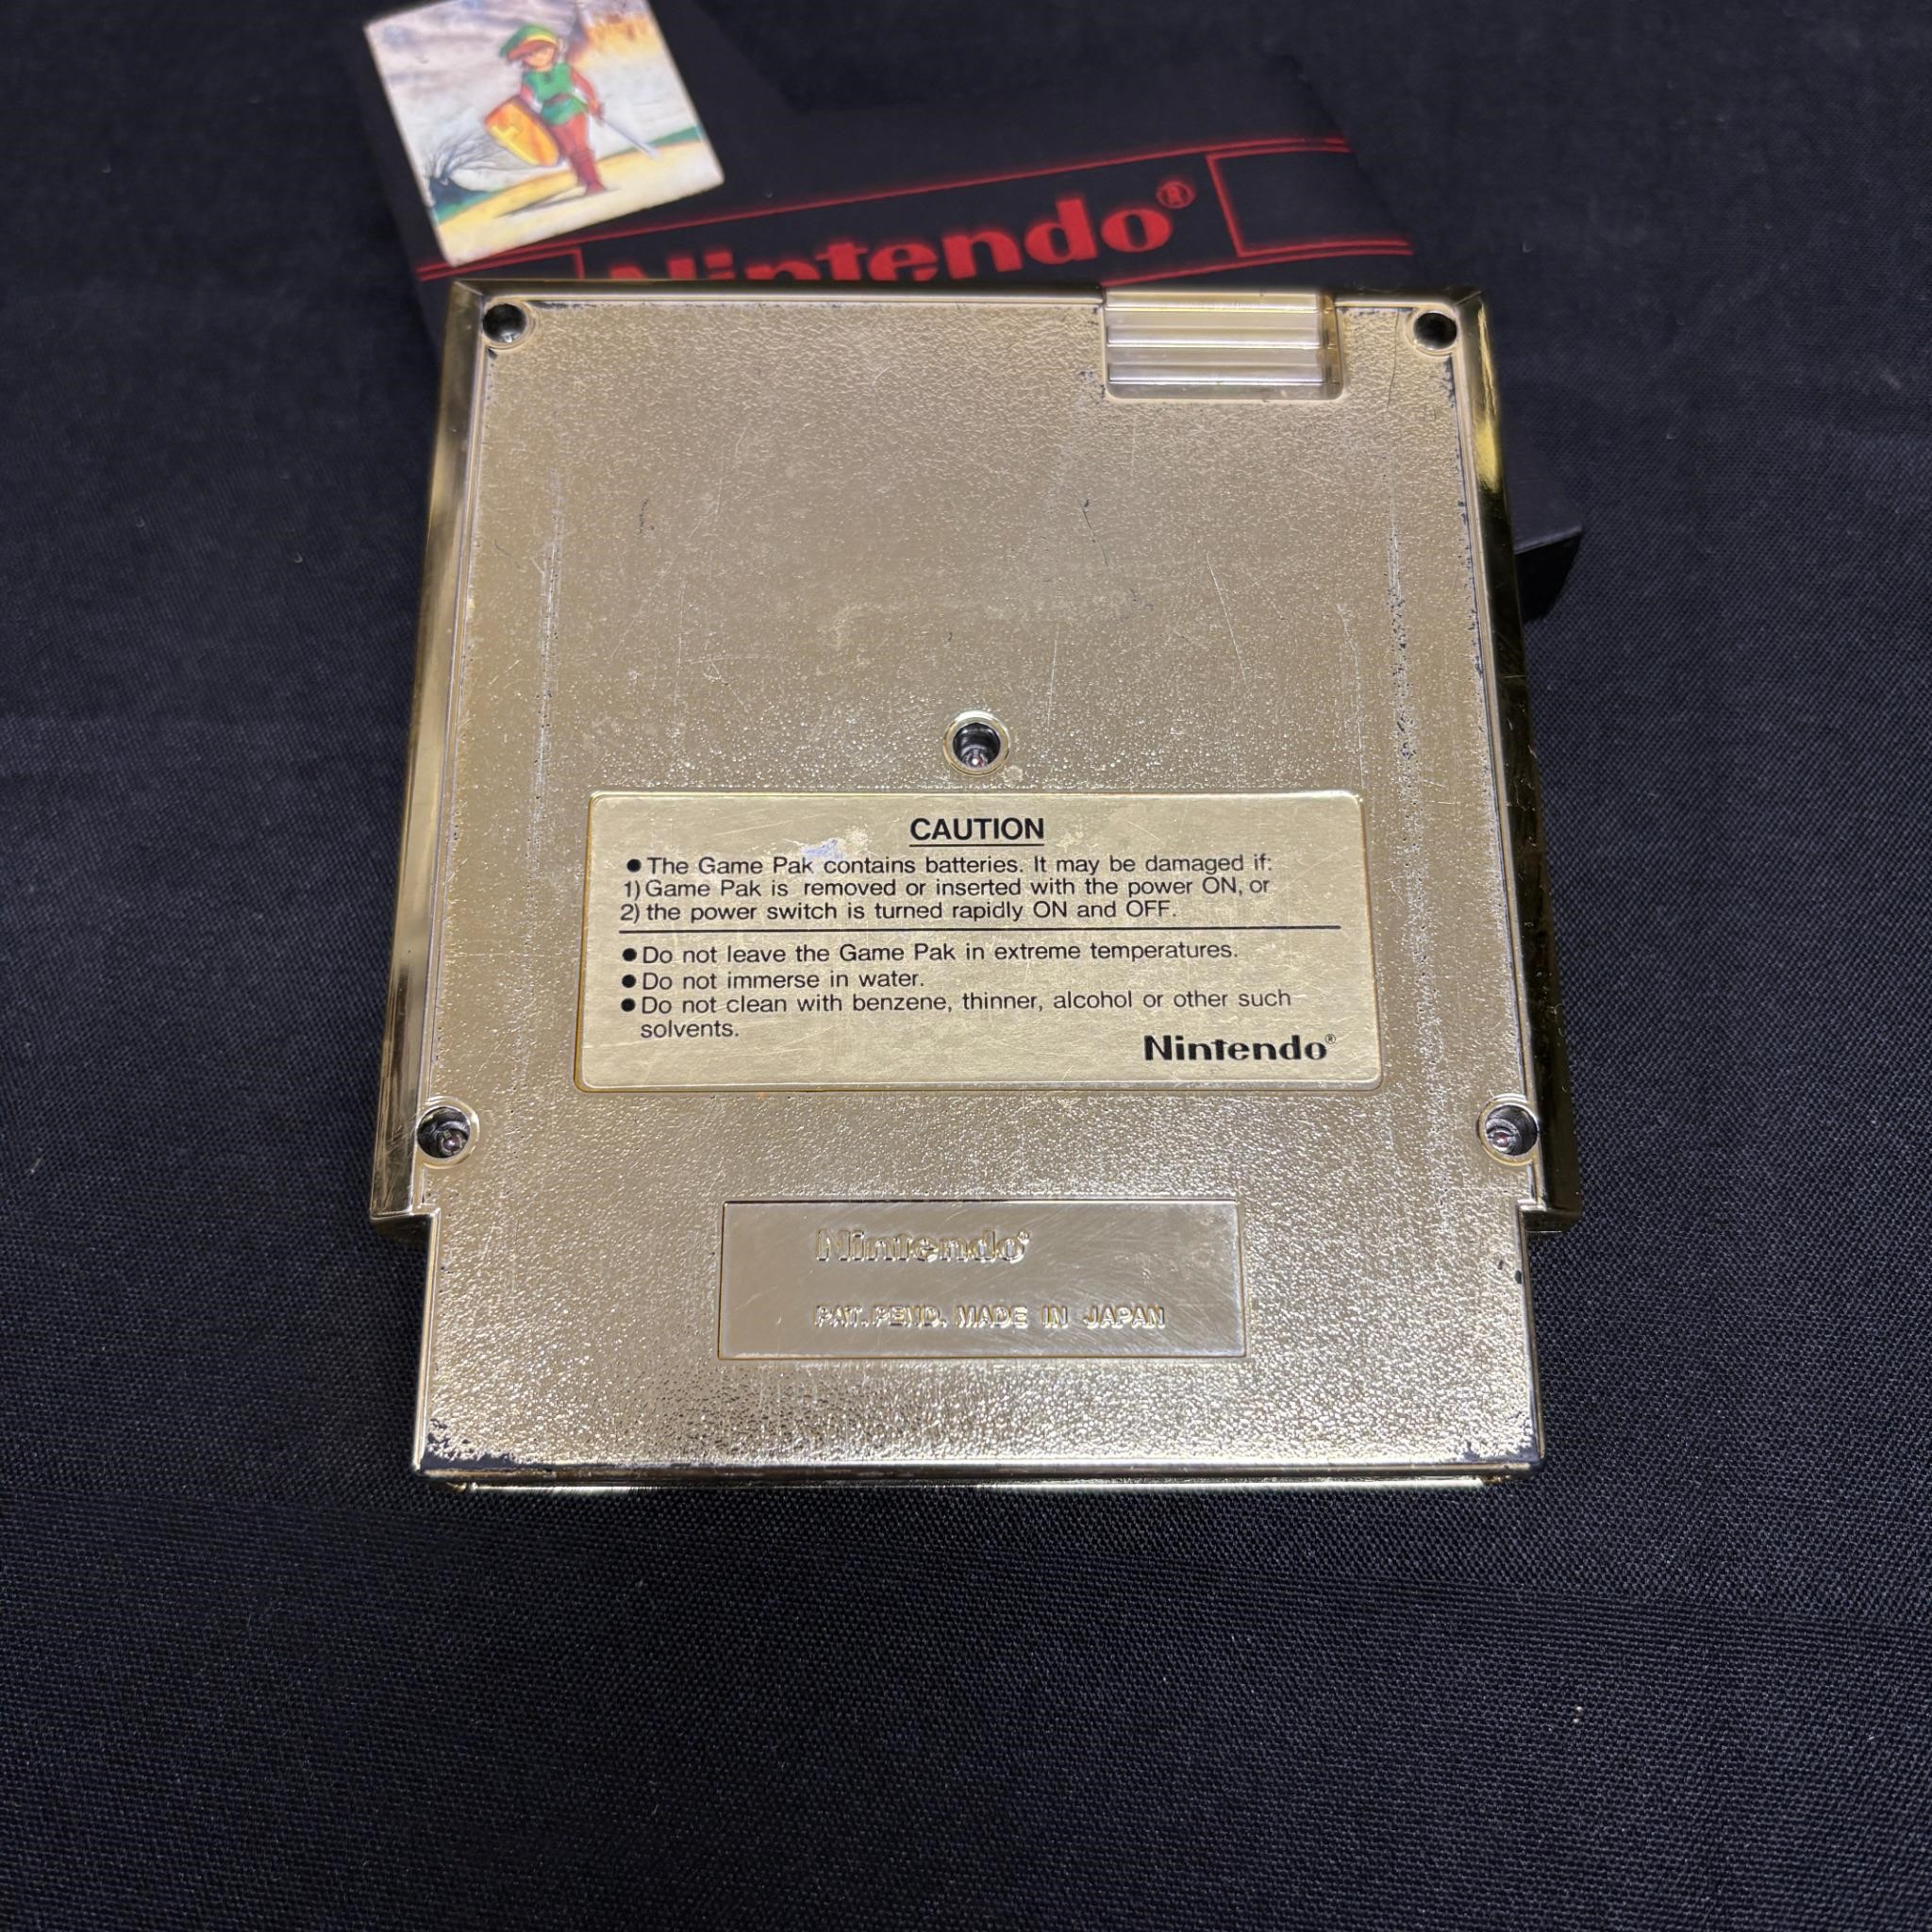 Nintendo®
CAUTION
● The Game Pak contains batteries. It may be damaged if:
1) Game Pak is removed or inserted with the power ON, or
2) the power switch is turned rapidly ON and OFF.
● Do not leave the Game Pak in extreme temperatures.
● Do not immerse in water.
● Do not clean with benzene, thinner, alcohol or other such
solvents.
Nintendo®
Nintendo®
PAT. PEND. MADE IN JAPAN